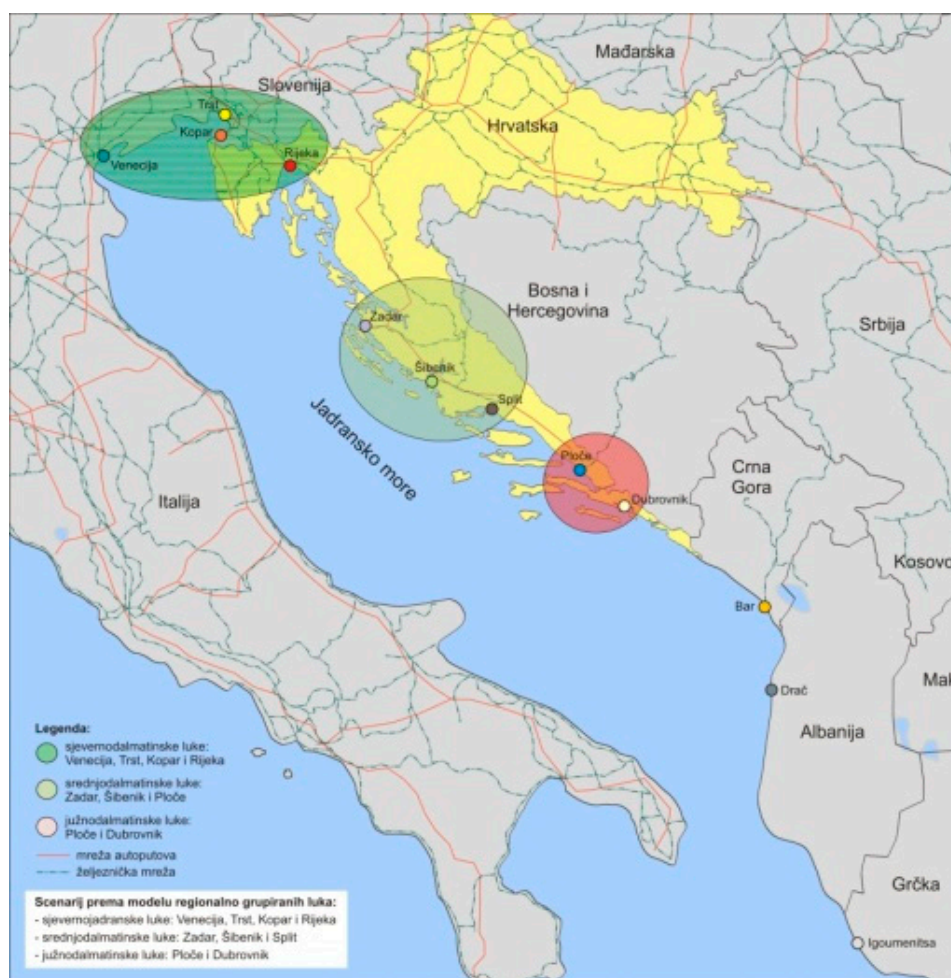 Mađarska
Slovenija
Trst
Hrvatska
Kopar
Rijeka
Venecija
Bosna i
Hercegovina
Zadar
Srbija
Šibenik
Split
Jadransko more
Ploče
Crna
Gora
Italija
Dubrovnik
Kosovo
Bar
Mak
Drač
Albanija
Legenda:
sjevernodalmatinske luke:
Venecija, Trst, Kopar i Rijeka
srednjodalmatinske luke:
Zadar, Šibenik i Ploče
južnodalmatinske luke:
Ploče i Dubrovnik
mreža autoputova
željeznička mreža
Grčka
Scenarij prema modelu regionalno grupiranih luka:
- sjevernojadranske luke: Venecija, Trst, Kopar i Rijeka
- srednjodalmatinske luke: Zadar, Šibenik i Split
- južnodalmatinske luke: Ploče i Dubrovnik
Igoumenitsa